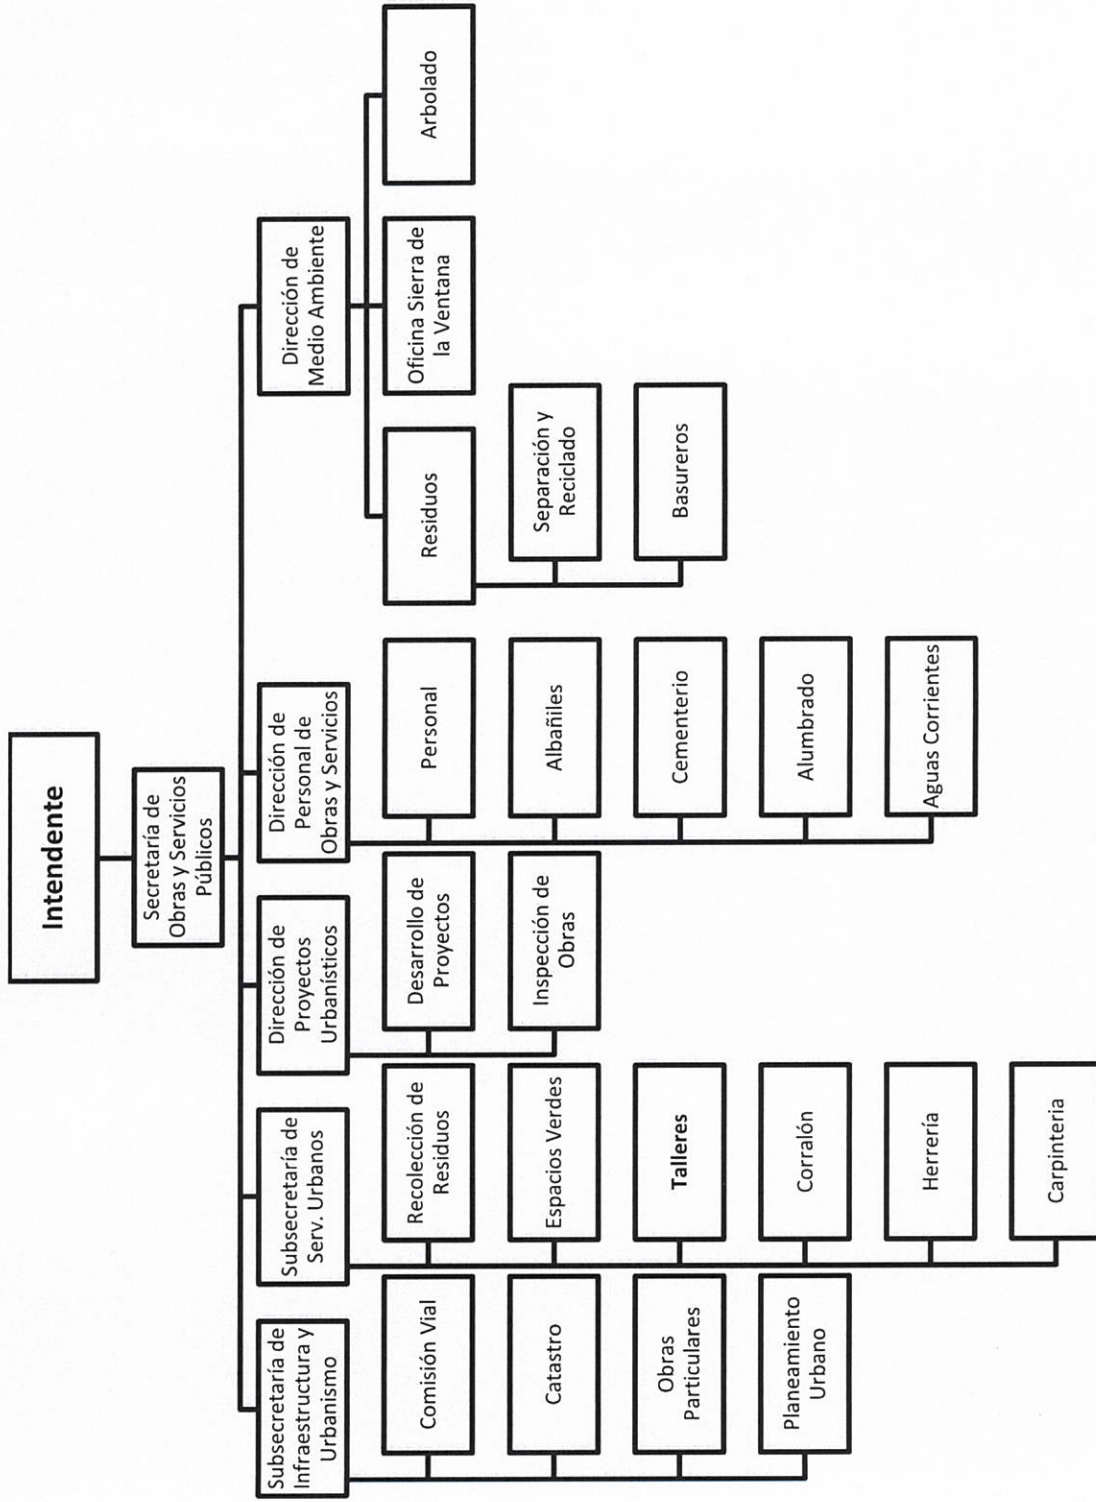 Intendente
Secretaría de
Obras y Servicios
Públicos
Subsecretaría de
Infraestructura y
Urbanismo
Comisión Vial
Catastro
Obras
Particulares
Planeamiento
Urbano
Subsecretaría de
Serv. Urbanos
Recolección de
Residuos
Espacios Verdes
Talleres
Corralón
Herrería
Carpinteria
Dirección de
Proyectos
Urbanísticos
Desarrollo de
Proyectos
Inspección de
Obras
Dirección de
Personal de
Obras y Servicios
Personal
Albañiles
Cementerio
Alumbrado
Aguas Corrientes
Dirección de
Medio Ambiente
Residuos
Separación y
Reciclado
Basureros
Oficina Sierra de
la Ventana
Arbolado